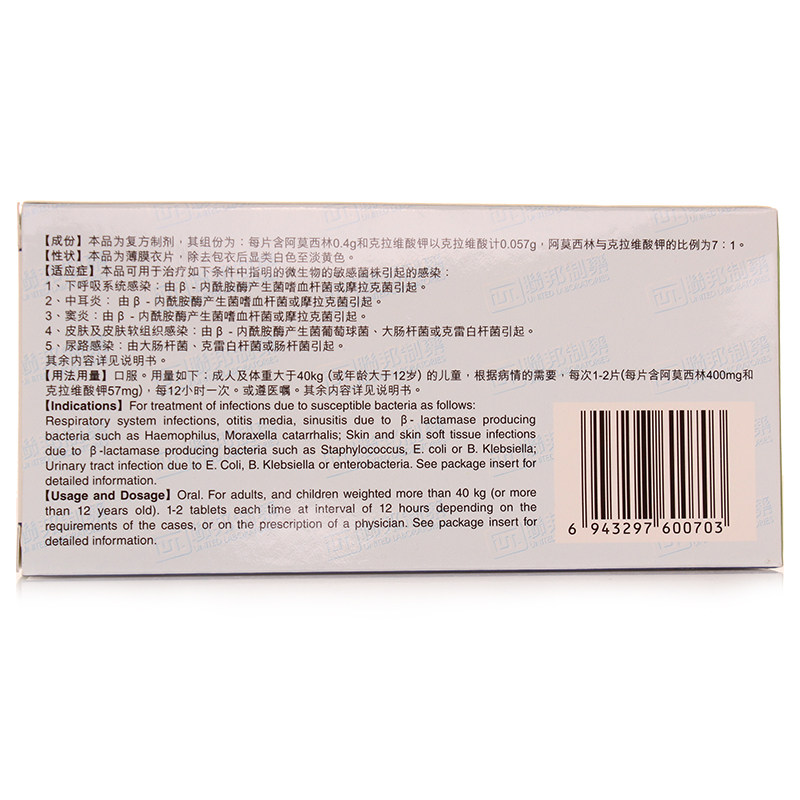 【成份】本品为复方制剂，其组份为：每片含阿莫西林0.4g和克拉维酸钾以克拉维酸计0.057g，阿莫西林与克拉维酸钾的比例为7：1。
【性状】本品为薄膜衣片，除去包衣后显类白色至淡黄色。
【适应症】本品可用于治疗如下条件中指明的微生物的敏感菌株引起的感染：
1、下呼吸系统感染：由β-内酰胺酶产生菌嗜血杆菌或摩拉克菌引起。
2、中耳炎：由β-内酰胺酶产生菌嗜血杆菌或摩拉克菌引起。
3、窦炎：由β-内酰胺酶产生菌嗜血杆菌或摩拉克菌引起。
4、皮肤及皮肤软组织感染：由β-内酰胺酶产生菌葡萄球菌、大肠杆菌或克雷白杆菌引起。
5、尿路感染：由大肠杆菌、克雷白杆菌或肠杆菌引起。
其余内容详见说明书。
【用法用量】口服。用量如下：成人及体重大于40kg（或年龄大于12岁）的儿童，根据病情的需要，每次1-2片(每片含阿莫西林400mg和
克拉维酸钾57mg)，每12小时一次。或遵医嘱。其余内容详见说明书。
【Indications】For treatment of infections due to susceptible bacteria as follows:
Respiratory system infections, otitis media, sinusitis due to β-lactamase producing
bacteria such as Haemophilus, Moraxella catarrhalis; Skin and skin soft tissue infections
due to β-lactamase producing bacteria such as Staphylococcus, E. coli or B. Klebsiella;
Urinary tract infection due to E. Coli, B. Klebsiella or enterobacteria. See package insert for
detailed information.
【Usage and Dosage】Oral. For adults, and children weighted more than 40 kg (or more
than 12 years old). 1-2 tablets each time at interval of 12 hours depending on the
requirements of the cases, or on the prescription of a physician. See package insert for
detailed information.
6 943297 600703
聯邦制藥